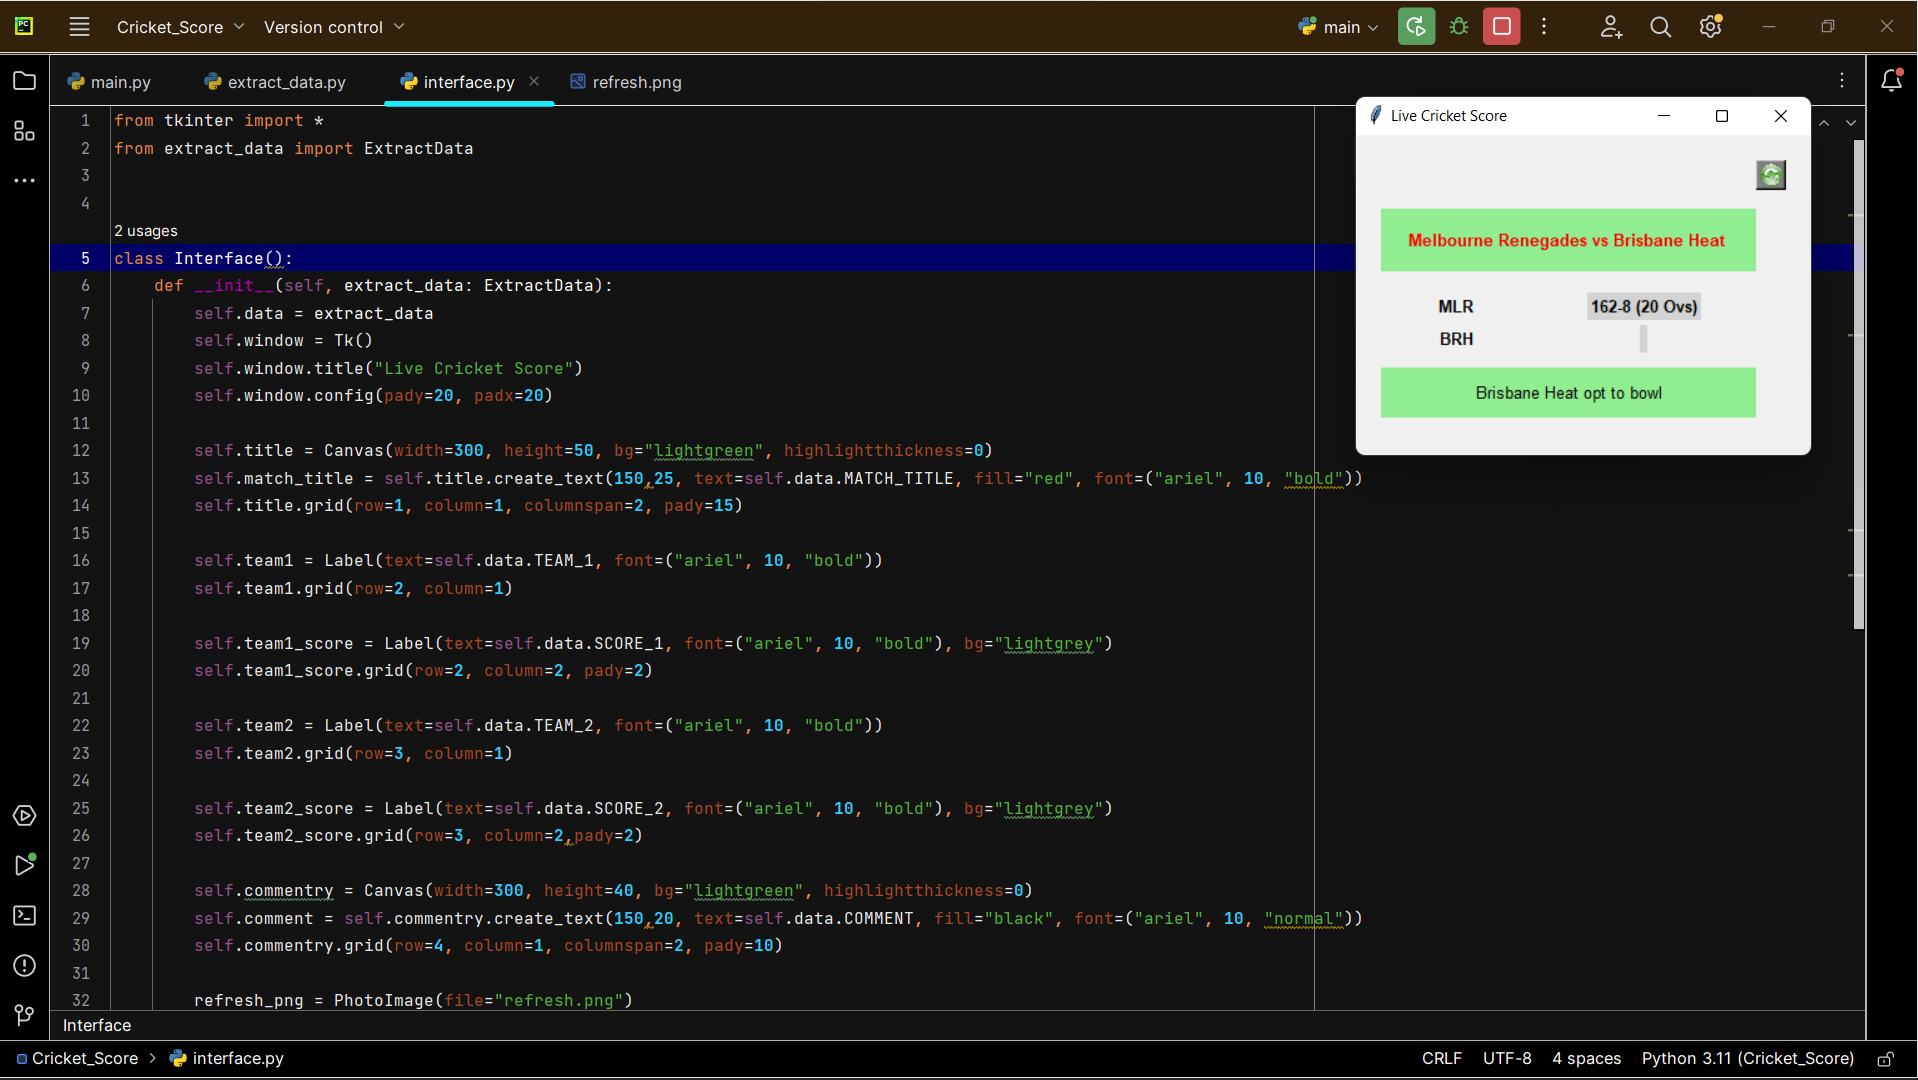 Cricket_Score Version control main
main.py extract_data.py interface.py refresh.png
1 from tkinter import *
2 from extract_data import ExtractData
3
4
2 usages
5 class Interface():
6 def __init__(self, extract_data: ExtractData):
7 self.data = extract_data
8 self.window = Tk()
9 self.window.title("Live Cricket Score")
10 self.window.config(pady=20, padx=20)
11
12 self.title = Canvas(width=300, height=50, bg="lightgreen", highlightthickness=0)
13 self.match_title = self.title.create_text(150,25, text=self.data.MATCH_TITLE, fill="red", font=("ariel", 10, "bold"))
14 self.title.grid(row=1, column=1, columnspan=2, pady=15)
15
16 self.team1 = Label(text=self.data.TEAM_1, font=("ariel", 10, "bold"))
17 self.team1.grid(row=2, column=1)
18
19 self.team1_score = Label(text=self.data.SCORE_1, font=("ariel", 10, "bold"), bg="lightgrey")
20 self.team1_score.grid(row=2, column=2, pady=2)
21
22 self.team2 = Label(text=self.data.TEAM_2, font=("ariel", 10, "bold"))
23 self.team2.grid(row=3, column=1)
24
25 self.team2_score = Label(text=self.data.SCORE_2, font=("ariel", 10, "bold"), bg="lightgrey")
26 self.team2_score.grid(row=3, column=2,pady=2)
27
28 self.commentry = Canvas(width=300, height=40, bg="lightgreen", highlightthickness=0)
29 self.comment = self.commentry.create_text(150,20, text=self.data.COMMENT, fill="black", font=("ariel", 10, "normal"))
30 self.commentry.grid(row=4, column=1, columnspan=2, pady=10)
31
32 refresh_png = PhotoImage(file="refresh.png")
Live Cricket Score
Melbourne Renegades vs Brisbane Heat
MLR 162-8 (20 Ovs)
BRH
Brisbane Heat opt to bowl
Interface
Cricket_Score > interface.py CRLF UTF-8 4 spaces Python 3.11 (Cricket_Score)